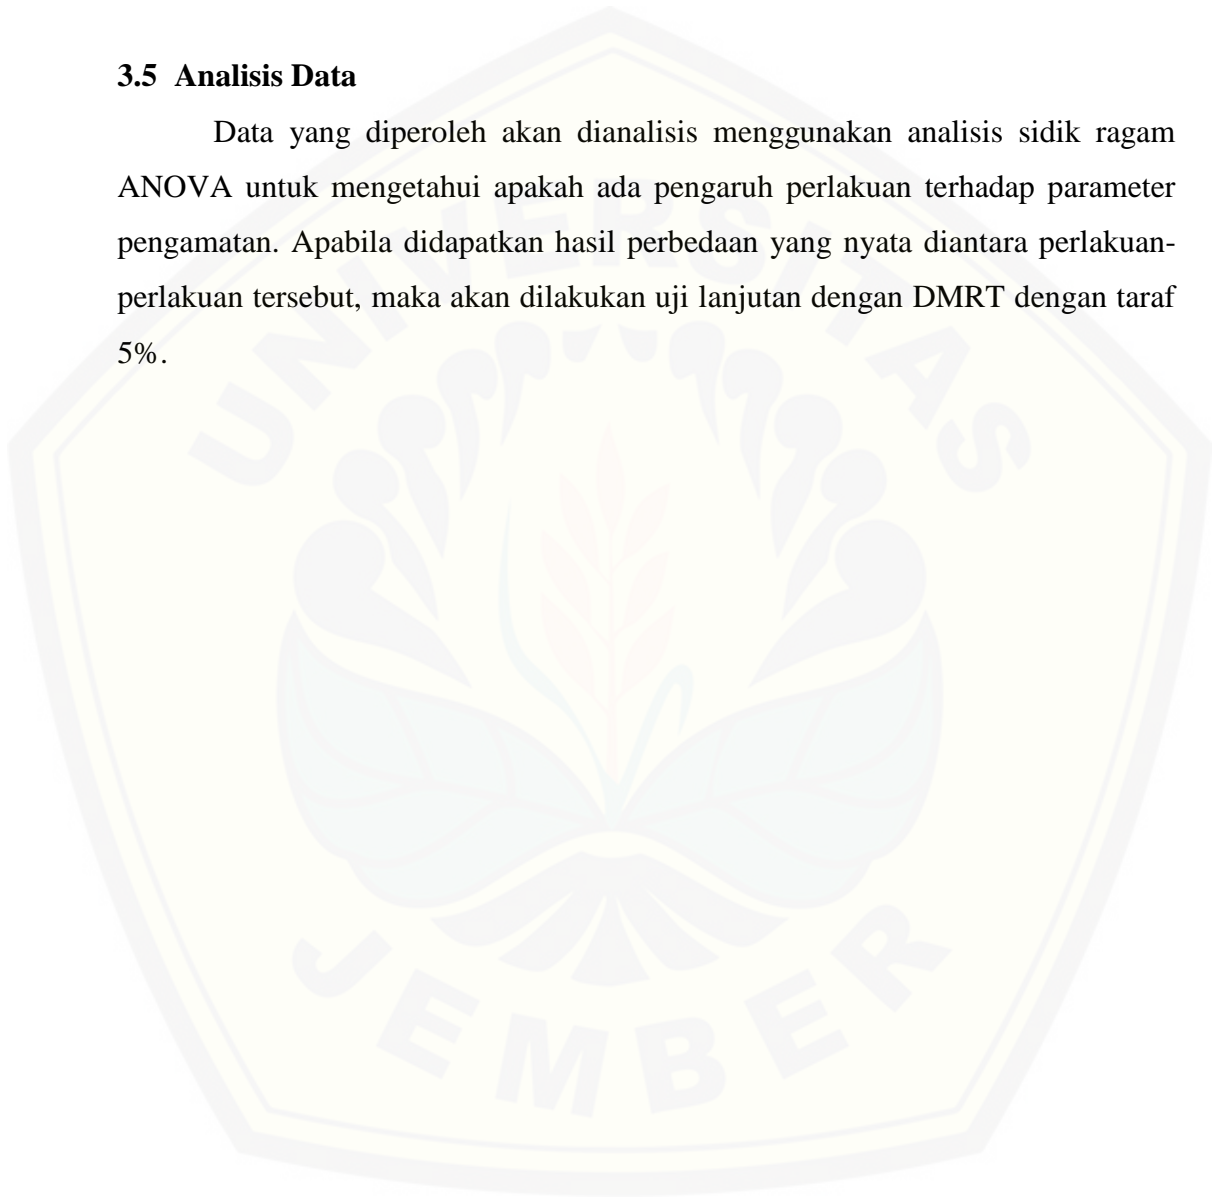 3.5 Analisis Data
Data yang diperoleh akan dianalisis menggunakan analisis sidik ragam
ANOVA untuk mengetahui apakah ada pengaruh perlakuan terhadap parameter
pengamatan. Apabila didapatkan hasil perbedaan yang nyata diantara perlakuan-
perlakuan tersebut, maka akan dilakukan uji lanjutan dengan DMRT dengan taraf
5%.
UNIVERSITAS
JEMBER